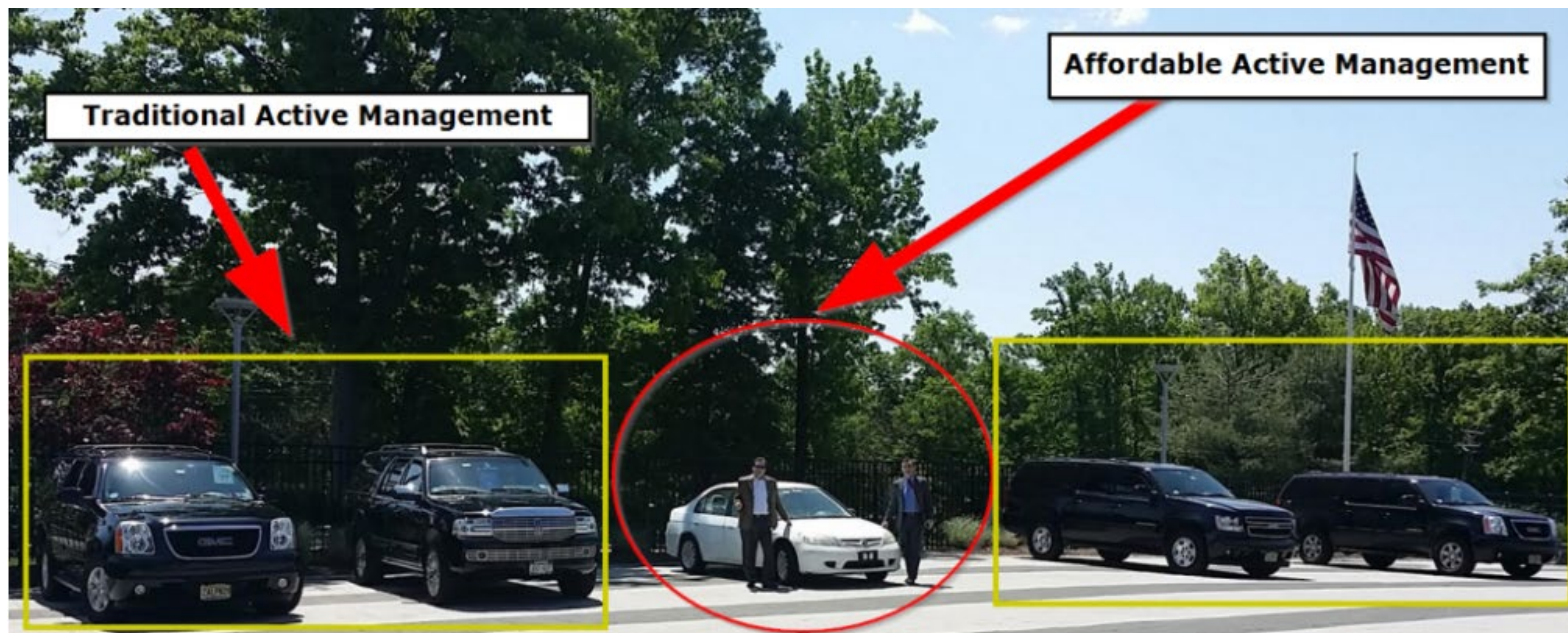 Affordable Active Management
Traditional Active Management
GMC